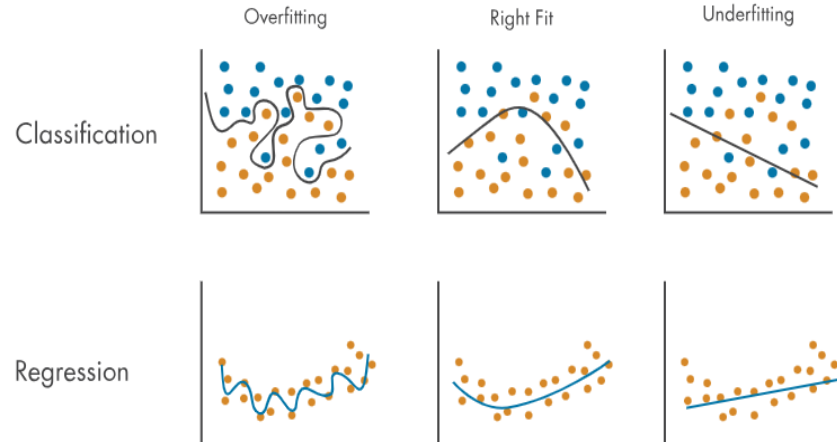 Overfitting
Right Fit
Underfitting
Classification
Regression